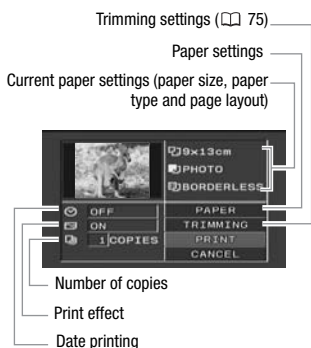 Trimming settings ( 75)
Paper settings
Current paper settings (paper size, paper
type and page layout)
9x13cm
PHOTO
BORDERLESS
OFF
PAPER
ON
TRIMMING
1 COPIES
PRINT
CANCEL
Number of copies
Print effect
Date printing